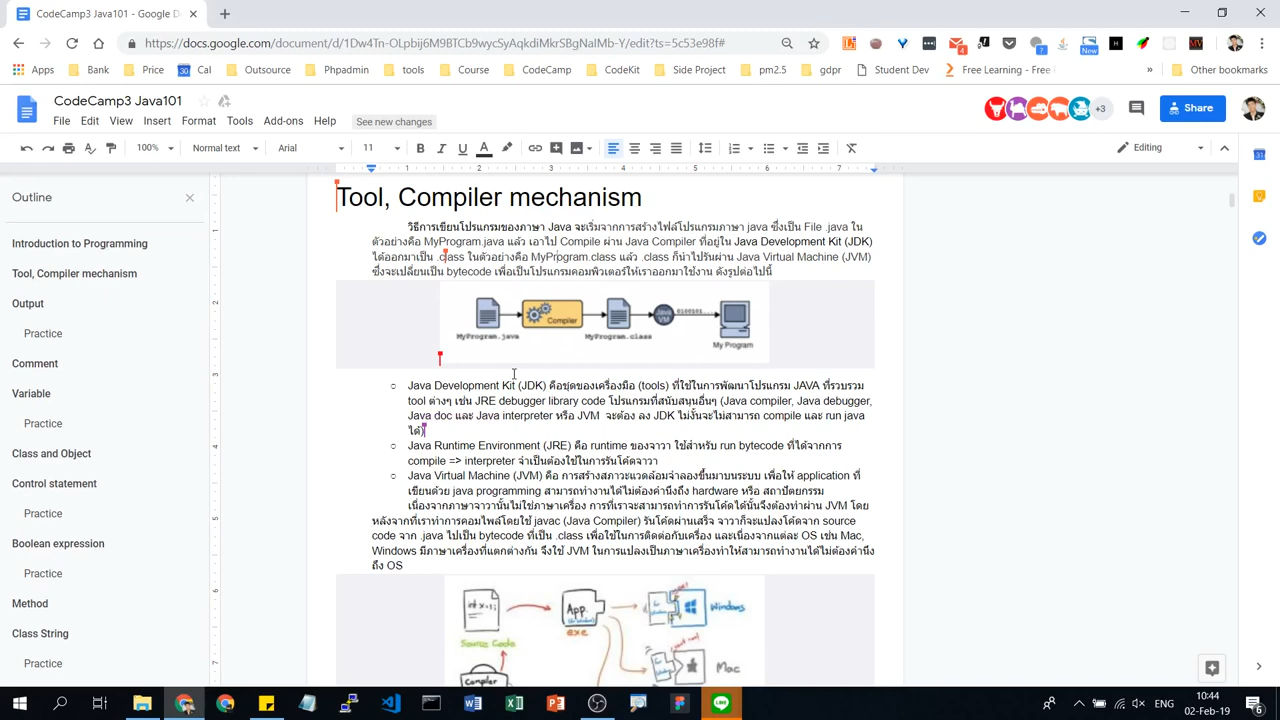 CodeCamp3 Java101 - Google D
https://docs.google.com/document/d/
/edit?ts=5c53e98f#
Apps
Bank
Price
Cal
Outsource
Phpadmin
tools
Course
CodeCamp
CodeKit
Side Project
pm2.5
gdpr
Student Dev
Free Learning - Free
»
Other bookmarks
CodeCamp3 Java101
File Edit View Insert Format Tools Add-ons Help
See new changes
+3
Share
100%
Normal text
Arial
11
Editing
Outline
Introduction to Programming
Tool, Compiler mechanism
Output
Practice
Comment
Variable
Practice
Class and Object
Control statement
Practice
Boolean expression
Practice
Method
Class String
Practice
Tool, Compiler mechanism
วิธีการเขียนโปรแกรมของภาษา Java จะเริ่มจากการสร้างไฟล์โปรแกรมภาษา java ซึ่งเป็น File .java ใน
ตัวอย่างคือ MyProgram.java แล้ว เอาไป Compile ผ่าน Java Compiler ที่อยู่ใน Java Development Kit (JDK)
ได้ออกมาเป็น .class ในตัวอย่างคือ MyProgram.class แล้ว .class ก็นำไปรันผ่าน Java Virtual Machine (JVM)
ซึ่งจะเปลี่ยนเป็น bytecode เพื่อเป็นโปรแกรมคอมพิวเตอร์ให้เราออกมาใช้งาน ดังรูปต่อไปนี้
Compiler
Java VM
0100101...
MyProgram.java
MyProgram.class
My Program
Java Development Kit (JDK) คือชุดของเครื่องมือ (tools) ที่ใช้ในการพัฒนาโปรแกรม JAVA ที่รวบรวม
tool ต่างๆ เช่น JRE debugger library code โปรแกรมที่สนับสนุนอื่นๆ (Java compiler, Java debugger,
Java doc และ Java interpreter หรือ JVM จะต้อง ลง JDK ไม่งั้นจะไม่สามารถ compile และ run java
ได้)
Java Runtime Environment (JRE) คือ runtime ของจาวา ใช้สำหรับ run bytecode ที่ได้จากการ
compile => interpreter จำเป็นต้องใช้ในการรันโค้ดจาวา
Java Virtual Machine (JVM) คือ การสร้างสภาวะแวดล้อมจำลองขึ้นมาบนระบบ เพื่อให้ application ที่
เขียนด้วย java programming สามารถทำงานได้ไม่ต้องคำนึงถึง hardware หรือ สถาปัตยกรรม
เนื่องจากภาษาจาวานั้นไม่ใช่ภาษาเครื่อง การที่เราจะสามารถทำการรันโค้ดได้นั้นจึงต้องทำผ่าน JVM โดย
หลังจากที่เราทำการคอมไพล์โดยใช้ javac (Java Compiler) รันโค้ดผ่านเสร็จ จาวาก็จะแปลงโค้ดจาก source
code จาก .java ไปเป็น bytecode ที่เป็น .class เพื่อใช้ในการติดต่อกับเครื่อง และเนื่องจากแต่ละ OS เช่น Mac,
Windows มีภาษาเครื่องที่แตกต่างกัน จึงใช้ JVM ในการแปลงเป็นภาษาเครื่องทำให้สามารถทำงานได้ไม่ต้องคำนึง
ถึง OS
int x=1;
Source Code
App.
exe
Windows
Mac
Compiler
ENG
10:44
02-Feb-19
6